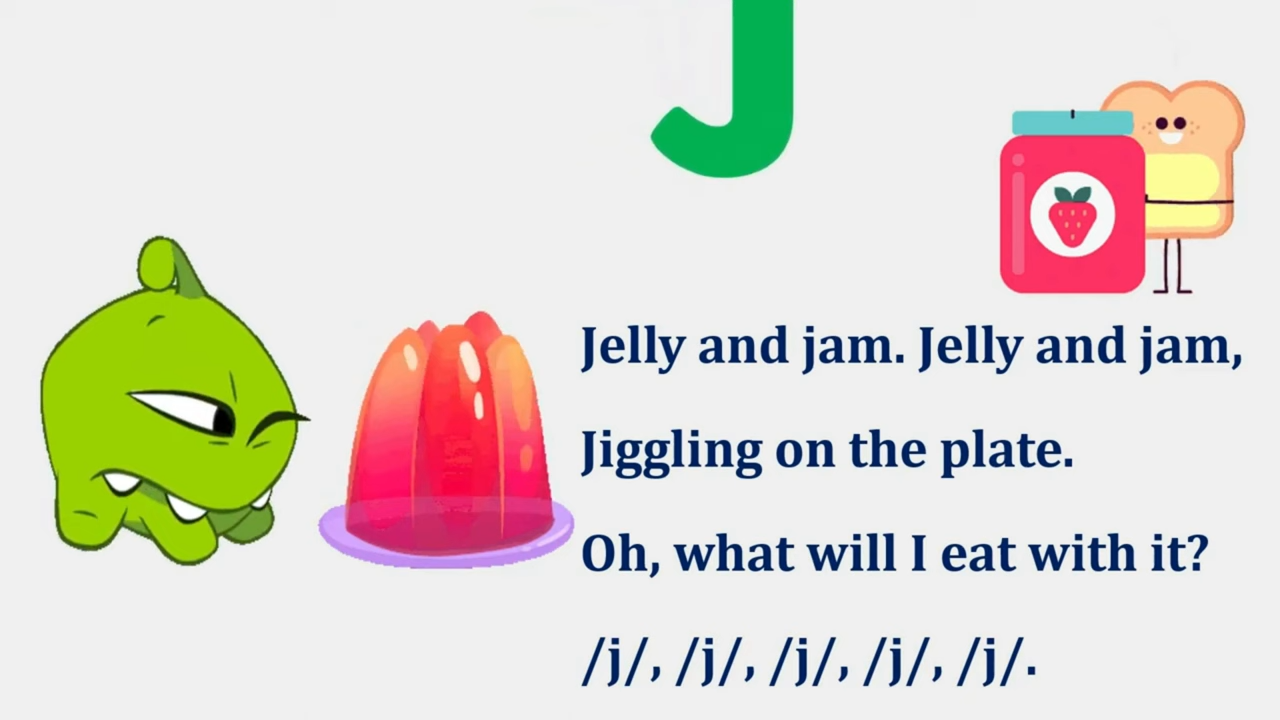 J
Jelly and jam. Jelly and jam,
Jiggling on the plate.
Oh, what will I eat with it?
/j/, /j/, /j/, /j/, /j/.